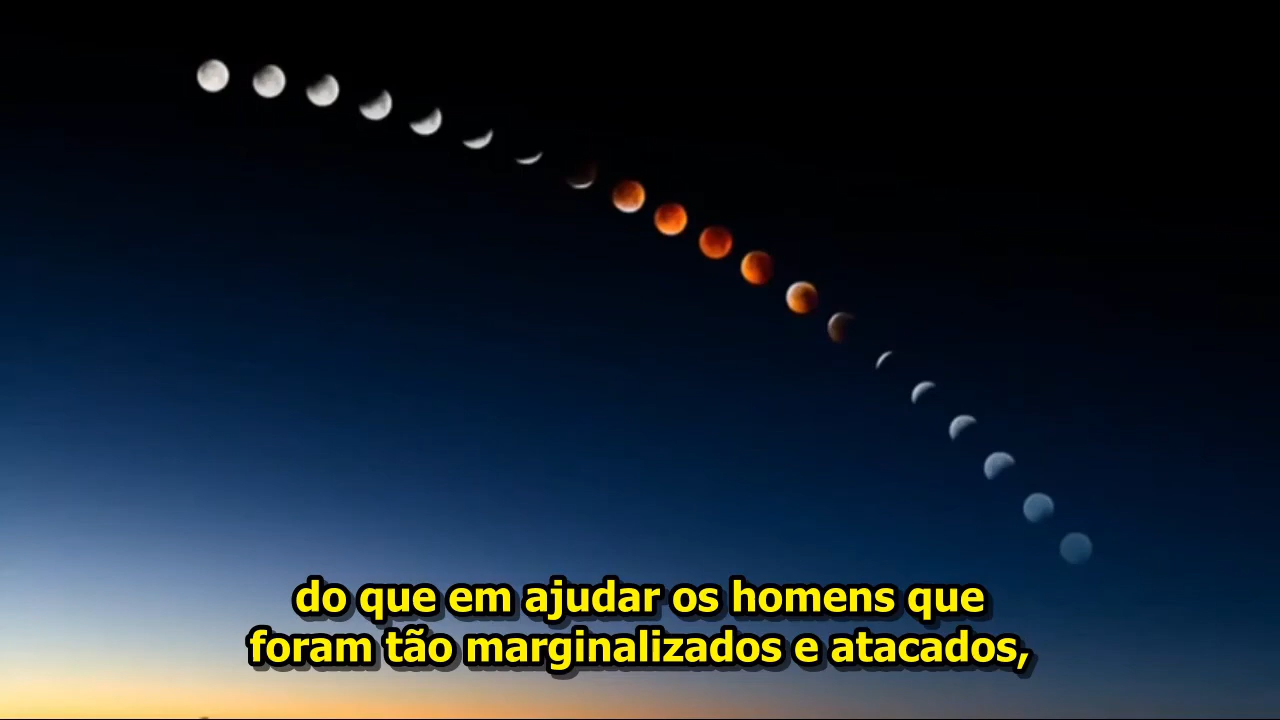 do que em ajudar os homens que
foram tão marginalizados e atacados,